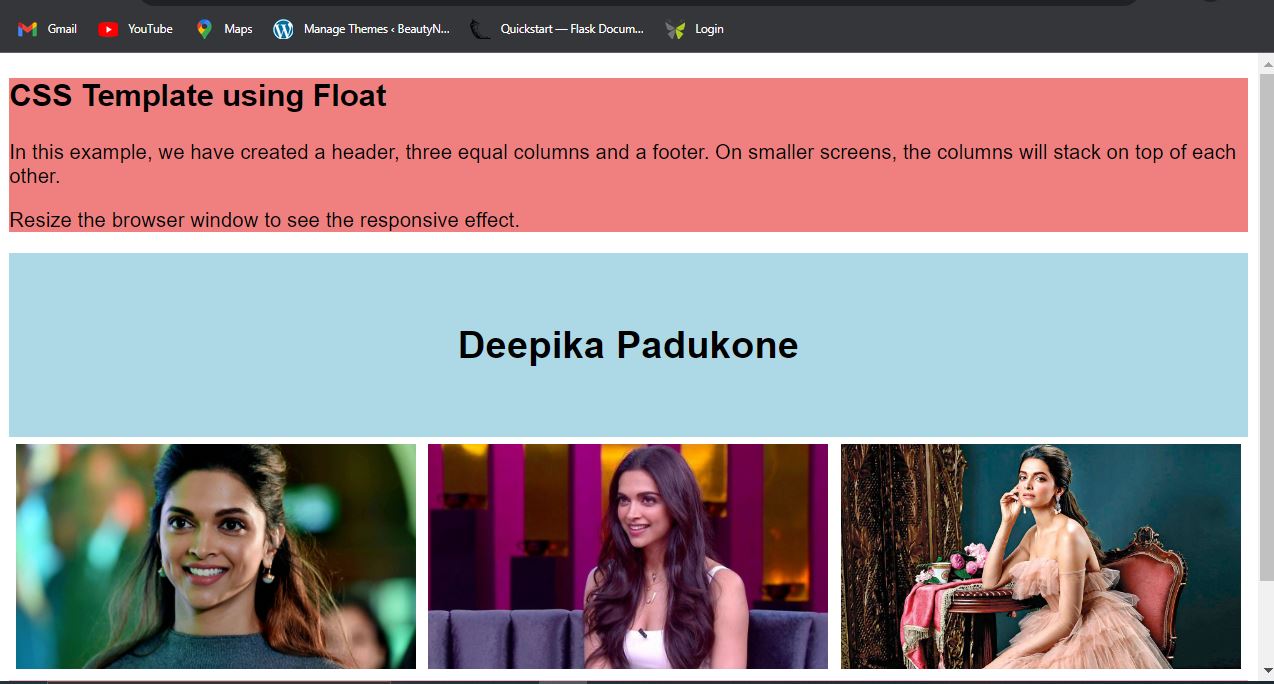 Gmail YouTube Maps Manage Themes ‹ BeautyN... Quickstart — Flask Docum... Login
CSS Template using Float
In this example, we have created a header, three equal columns and a footer. On smaller screens, the columns will stack on top of each
other.
Resize the browser window to see the responsive effect.
Deepika Padukone